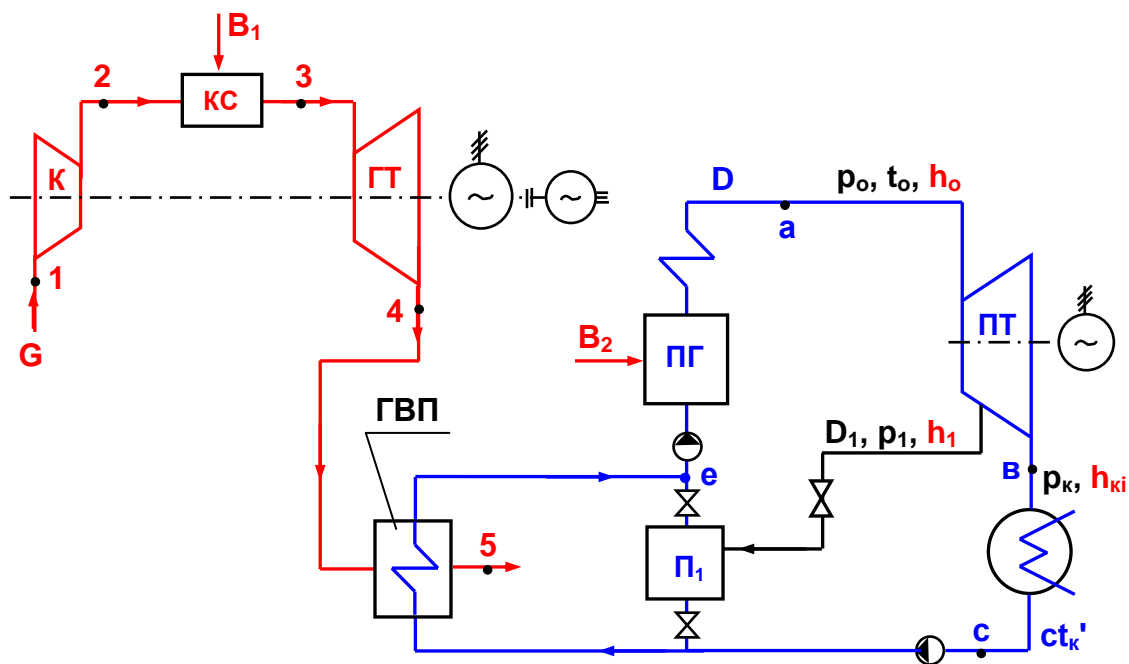 B₁
2
3
КС
К
ГТ
D
pₒ, tₒ, hₒ
a
1
4
G
B₂
ПГ
ПТ
ГВП
D₁, p₁, h₁
e
в
pₖ, hₖᵢ
5
П₁
c
ctₖ'